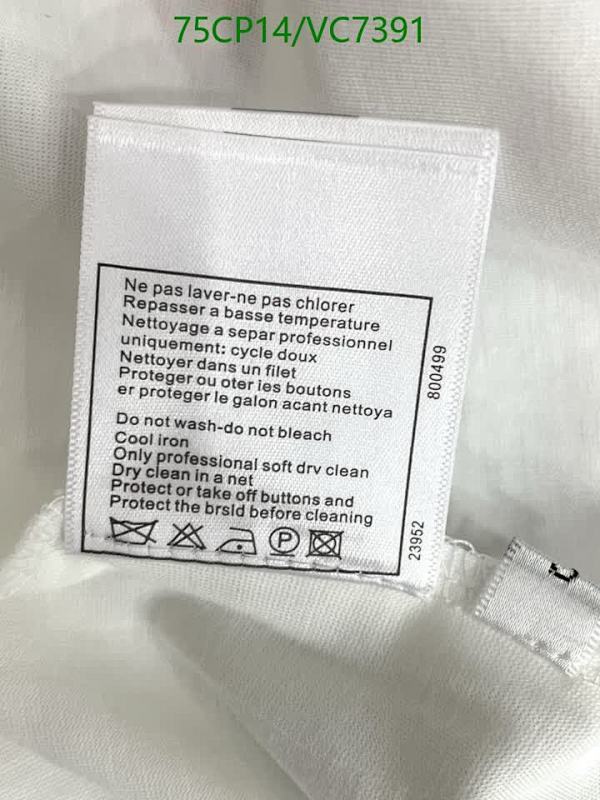 75CP14/VC7391
Ne pas laver-ne pas chlorer
Repasser a basse temperature
Nettoyage a separ professionnel
uniquement: cycle doux
Nettoyer dans un filet
Proteger ou oter les boutons
er proteger le galon acant nettoya
Do not wash-do not bleach
Cool iron
Only professional soft drv clean
Dry clean in a net
Protect or take off buttons and
Protect the brsld before cleaning
P
800499
23952